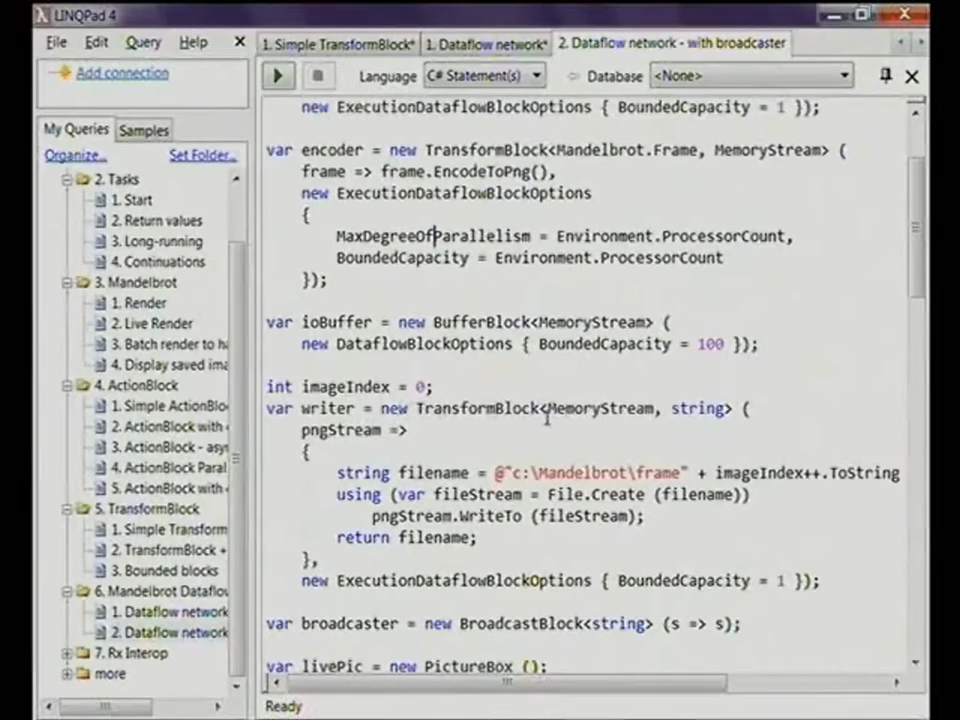 LINQPad 4
File Edit Query Help
1. Simple TransformBlock* 1. Dataflow network* 2. Dataflow network - with broadcaster
Add connection
Language C# Statement(s) Database <None>
My Queries Samples
Organize... Set Folder...
2. Tasks
1. Start
2. Return values
3. Long-running
4. Continuations
3. Mandelbrot
1. Render
2. Live Render
3. Batch render to ha
4. Display saved ima
4. ActionBlock
1. Simple ActionBlo
2. ActionBlock with
3. ActionBlock - asy
4. ActionBlock Paral
5. ActionBlock with
5. TransformBlock
1. Simple Transform
2. TransformBlock +
3. Bounded blocks
6. Mandelbrot Dataflow
1. Dataflow network
2. Dataflow network
7. Rx Interop
more
new ExecutionDataflowBlockOptions { BoundedCapacity = 1 });
var encoder = new TransformBlock<Mandelbrot.Frame, MemoryStream> (
frame => frame.EncodeToPng(),
new ExecutionDataflowBlockOptions
{
MaxDegreeOfParallelism = Environment.ProcessorCount,
BoundedCapacity = Environment.ProcessorCount
});
var ioBuffer = new BufferBlock<MemoryStream> (
new DataflowBlockOptions { BoundedCapacity = 100 });
int imageIndex = 0;
var writer = new TransformBlock<MemoryStream, string> (
pngStream =>
{
string filename = @"c:\Mandelbrot\frame" + imageIndex++.ToString
using (var fileStream = File.Create (filename))
pngStream.WriteTo (fileStream);
return filename;
},
new ExecutionDataflowBlockOptions { BoundedCapacity = 1 });
var broadcaster = new BroadcastBlock<string> (s => s);
var livePic = new PictureBox ();
Ready